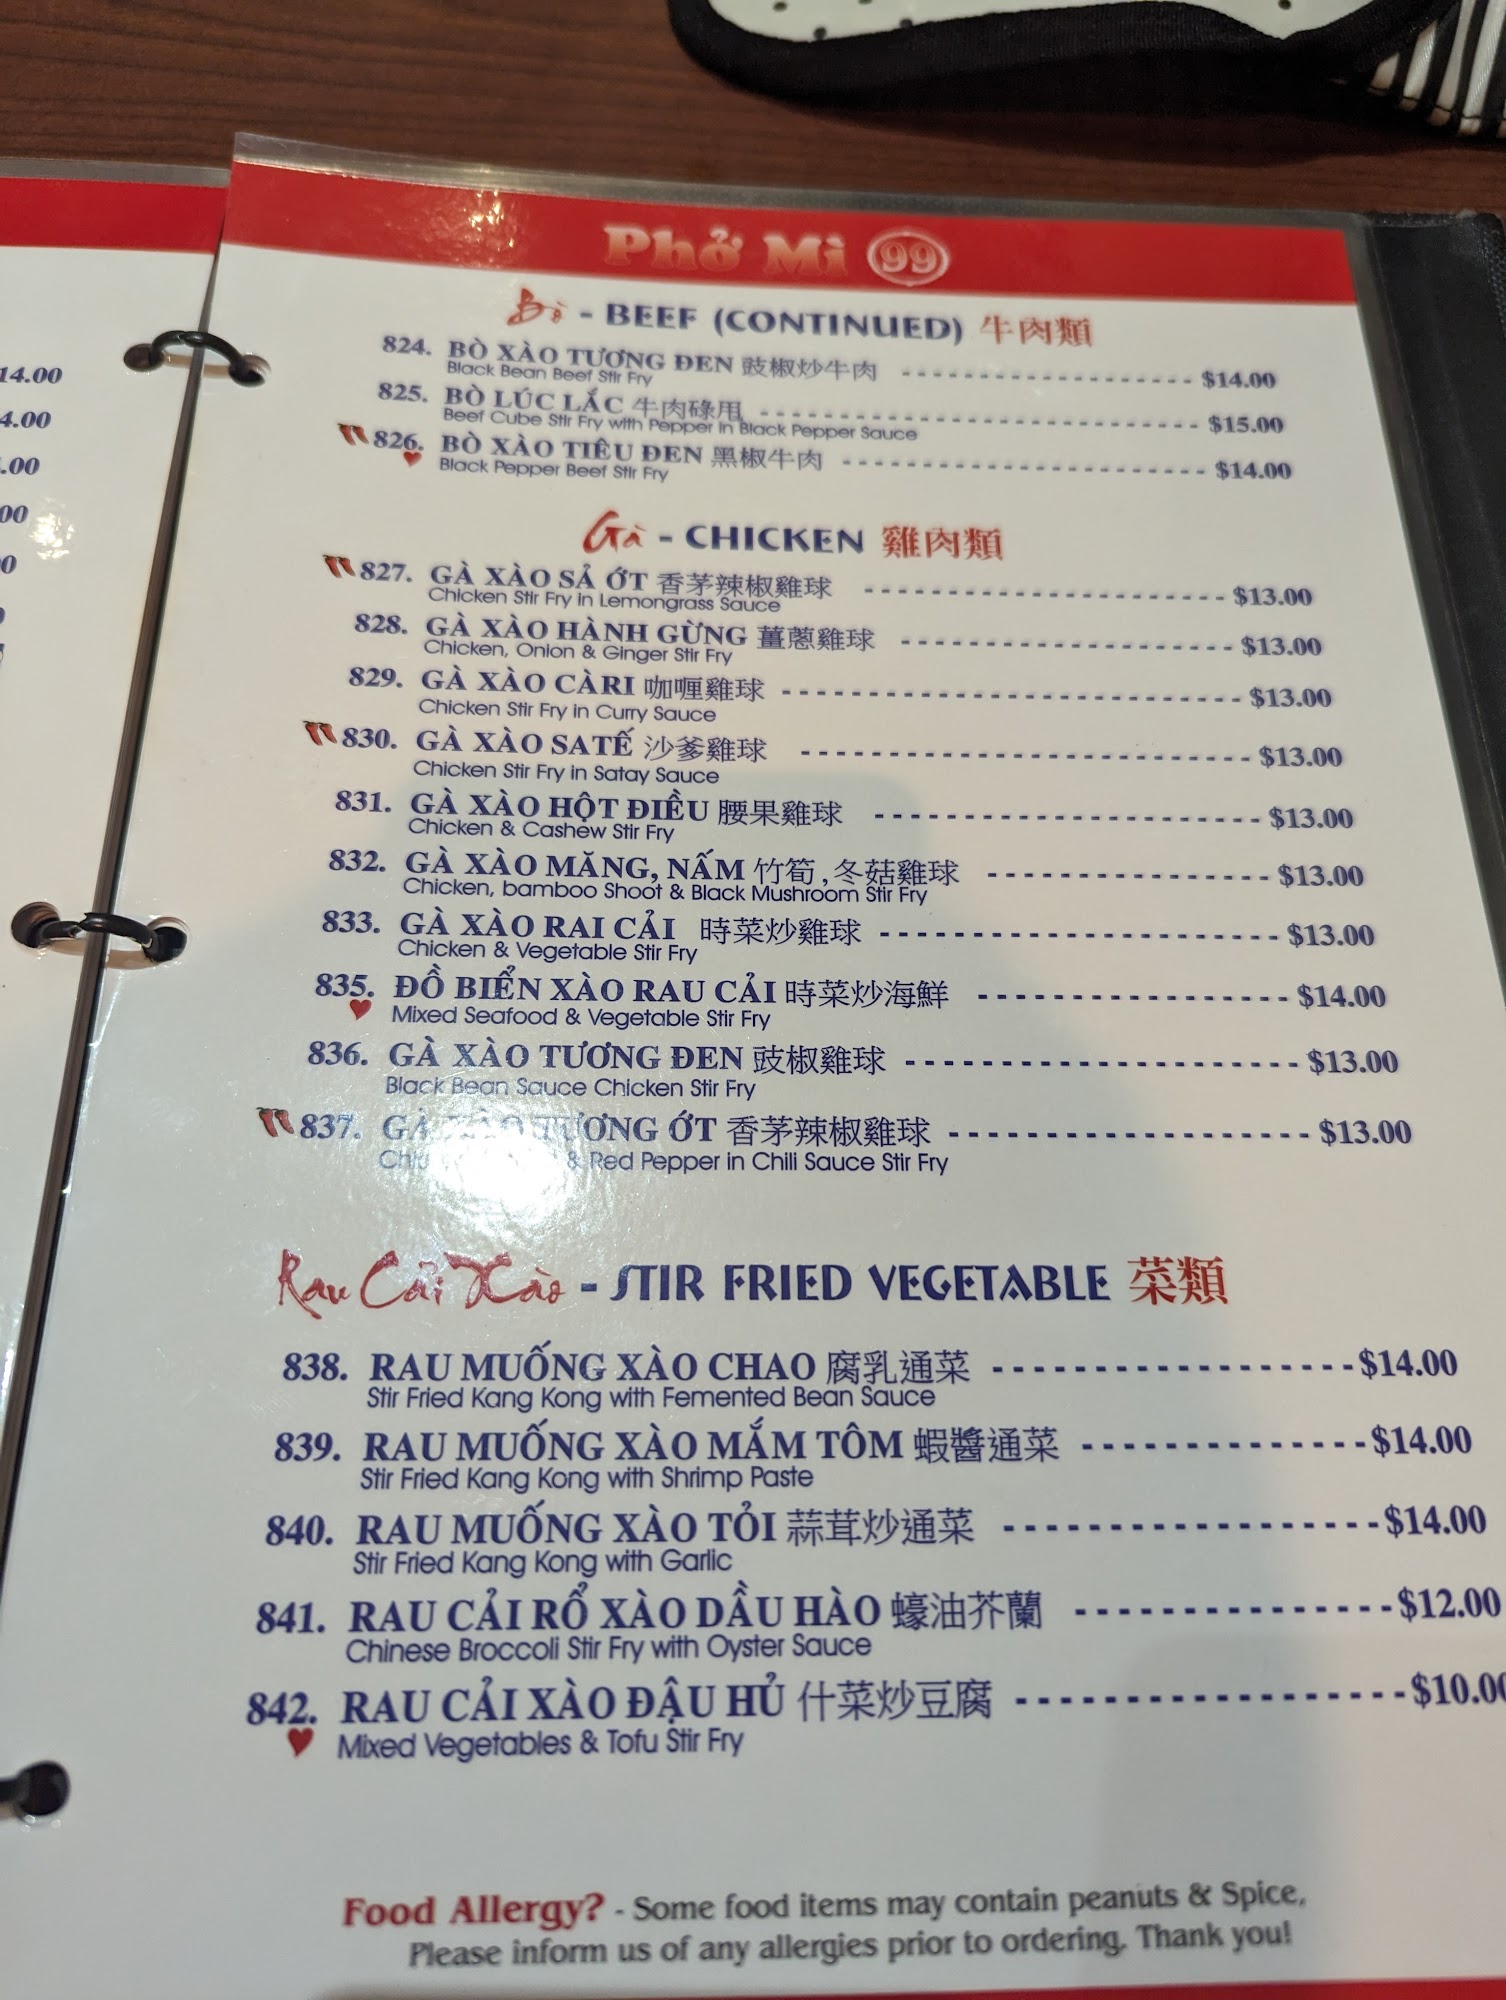 Phở Mì 99
Bò - BEEF (CONTINUED) 牛肉類
824. BÒ XÀO TƯƠNG ĐEN 豉椒炒牛肉 $14.00
Black Bean Beef Stir Fry
825. BÒ LÚC LẮC 牛肉碌用 $15.00
Beef Cube Stir Fry with Pepper in Black Pepper Sauce
826. BÒ XÀO TIÊU ĐEN 黑椒牛肉 $14.00
Black Pepper Beef Stir Fry
Gà - CHICKEN 雞肉類
827. GÀ XÀO SẢ ỚT 香茅辣椒雞球 $13.00
Chicken Stir Fry in Lemongrass Sauce
828. GÀ XÀO HÀNH GỪNG 薑蔥雞球 $13.00
Chicken, Onion & Ginger Stir Fry
829. GÀ XÀO CÀRI 咖喱雞球 $13.00
Chicken Stir Fry in Curry Sauce
830. GÀ XÀO SATẾ 沙爹雞球 $13.00
Chicken Stir Fry in Satay Sauce
831. GÀ XÀO HỘT ĐIỀU 腰果雞球 $13.00
Chicken & Cashew Stir Fry
832. GÀ XÀO MĂNG, NẤM 竹筍,冬菇雞球 $13.00
Chicken, bamboo Shoot & Black Mushroom Stir Fry
833. GÀ XÀO RAI CẢI 時菜炒雞球 $13.00
Chicken & Vegetable Stir Fry
835. ĐỒ BIỂN XÀO RAU CẢI 時菜炒海鮮 $14.00
Mixed Seafood & Vegetable Stir Fry
836. GÀ XÀO TƯƠNG ĐEN 豉椒雞球 $13.00
Black Bean Sauce Chicken Stir Fry
837. GÀ XÀO TƯƠNG ỚT 香茅辣椒雞球 $13.00
& Red Pepper in Chili Sauce Stir Fry
Rau Cải Xào - STIR FRIED VEGETABLE 菜類
838. RAU MUỐNG XÀO CHAO 腐乳通菜 $14.00
Stir Fried Kang Kong with Femented Bean Sauce
839. RAU MUỐNG XÀO MẮM TÔM 蝦醬通菜 $14.00
Stir Fried Kang Kong with Shrimp Paste
840. RAU MUỐNG XÀO TỎI 蒜茸炒通菜 $14.00
Stir Fried Kang Kong with Garlic
841. RAU CẢI RỔ XÀO DẦU HÀO 蠔油芥蘭 $12.00
Chinese Broccoli Stir Fry with Oyster Sauce
842. RAU CẢI XÀO ĐẬU HỦ 什菜炒豆腐 $10.00
Mixed Vegetables & Tofu Stir Fry
Food Allergy? - Some food items may contain peanuts & Spice,
Please inform us of any allergies prior to ordering. Thank you!
14.00
4.00
.00
00
0